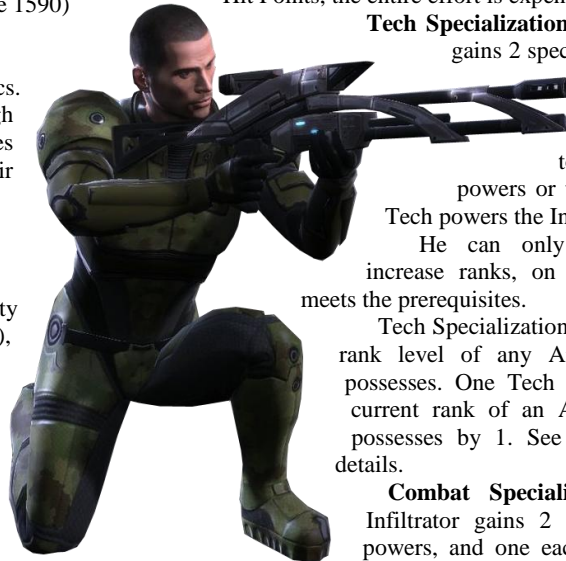 e 1590)
cs.
gh
es
ir
ty
),
Hit Points, the entire effort is expen
Tech Specialization
gains 2 spec
to
powers or
Tech powers the In
He can only
increase ranks, on
meets the prerequisites.
Tech Specialization
rank level of any A
possesses. One Tech
current rank of an A
possesses by 1. See
details.
Combat Speciali
Infiltrator gains 2
powers, and one eac